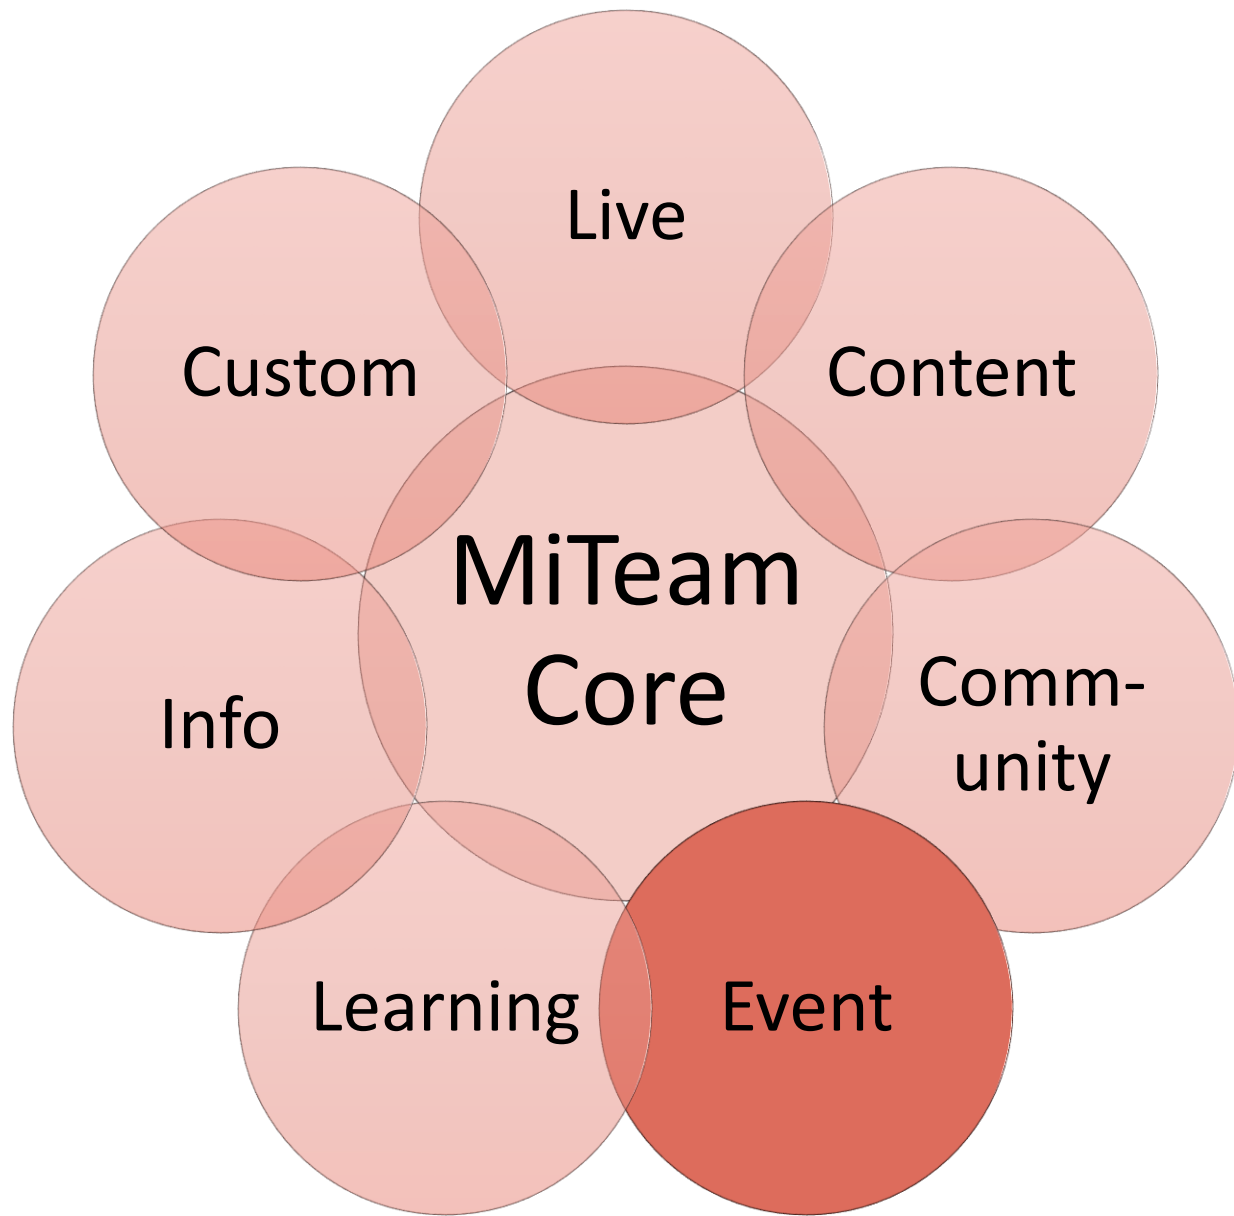 Live
Custom
Content
MiTeam
Core
Comm-
unity
Info
Learning
Event